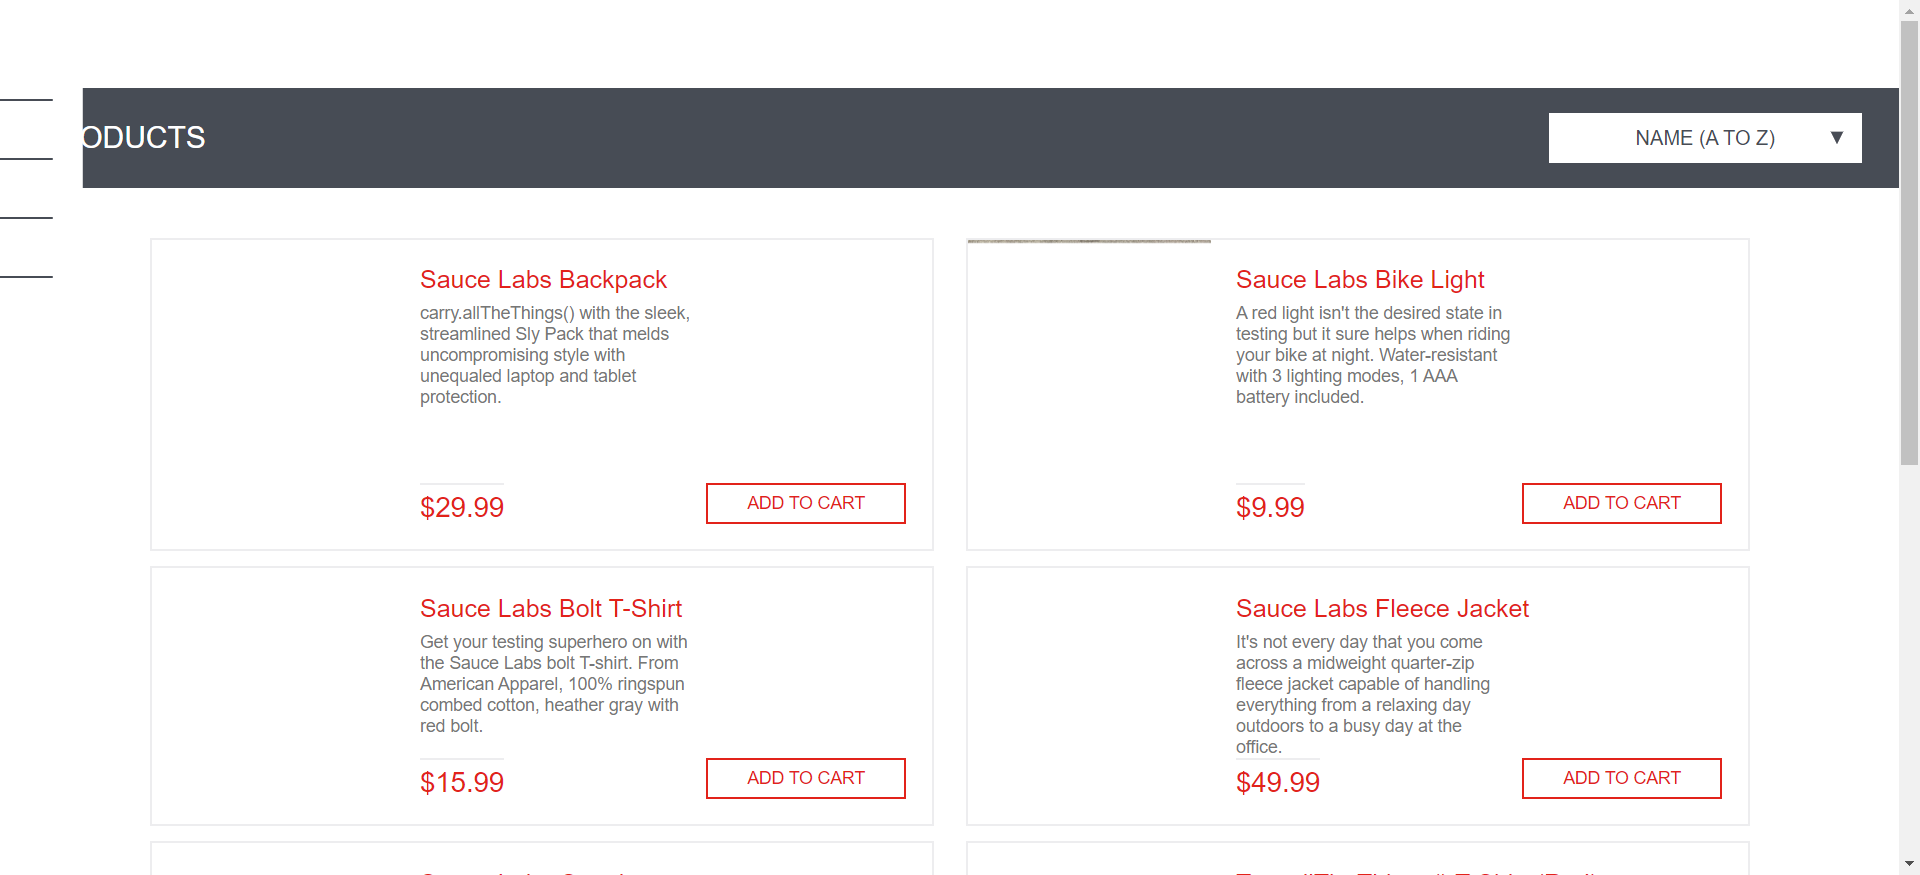 ODUCTS
NAME (A TO Z)
Sauce Labs Backpack
carry.allTheThings() with the sleek,
streamlined Sly Pack that melds
uncompromising style with
unequaled laptop and tablet
protection.
$29.99
ADD TO CART
Sauce Labs Bike Light
A red light isn't the desired state in
testing but it sure helps when riding
your bike at night. Water-resistant
with 3 lighting modes, 1 AAA
battery included.
$9.99
ADD TO CART
Sauce Labs Bolt T-Shirt
Get your testing superhero on with
the Sauce Labs bolt T-shirt. From
American Apparel, 100% ringspun
combed cotton, heather gray with
red bolt.
$15.99
ADD TO CART
Sauce Labs Fleece Jacket
It's not every day that you come
across a midweight quarter-zip
fleece jacket capable of handling
everything from a relaxing day
outdoors to a busy day at the
office.
$49.99
ADD TO CART